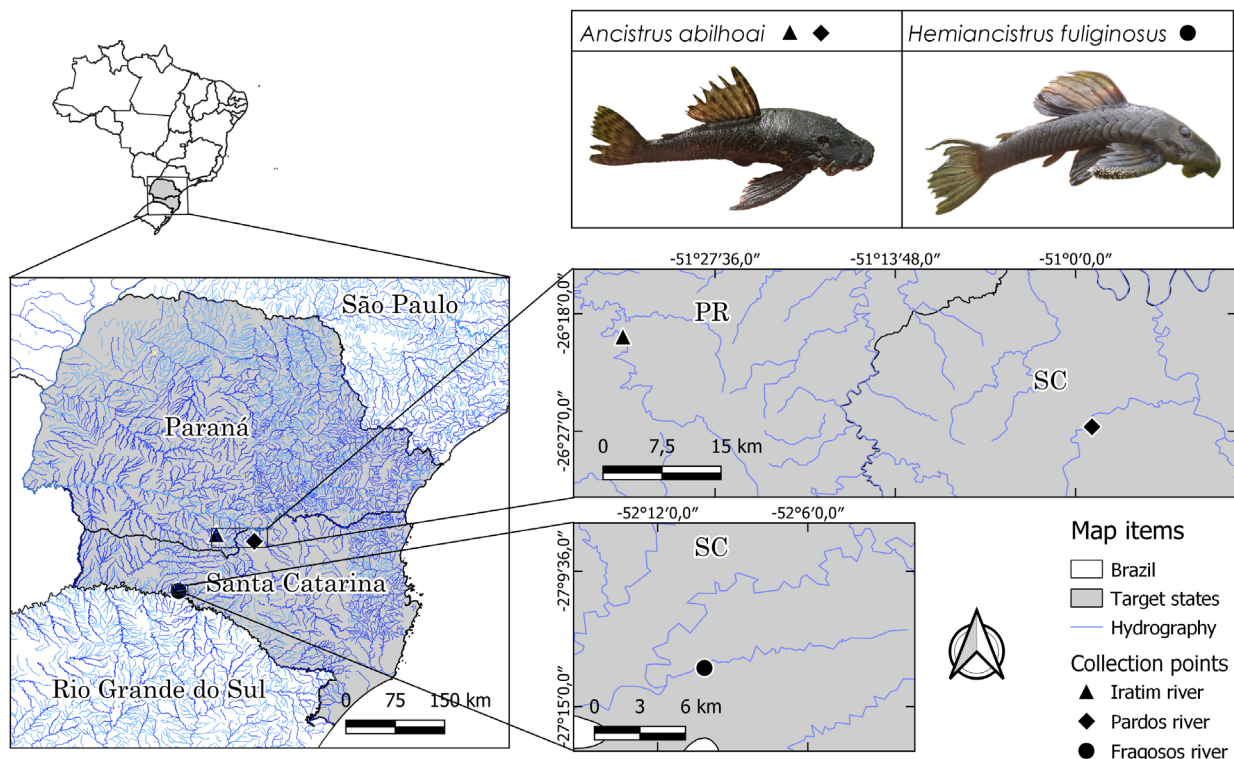 Ancistrus abilhoai ▲ ◆
Hemiancistrus fuliginosus ●
São Paulo
Paraná
Santa Catarina
Rio Grande do Sul
0 75 150 km
-51°27'36,0" -51°13'48,0" -51°0'0,0"
-26°18'0,0"
-26°27'0,0"
PR
SC
0 7,5 15 km
-52°12'0,0" -52°6'0,0"
-27°9'36,0"
-27°15'0,0"
SC
0 3 6 km
Map items
Brazil
Target states
Hydrography
Collection points
Iratim river
Pardos river
Fragosos river